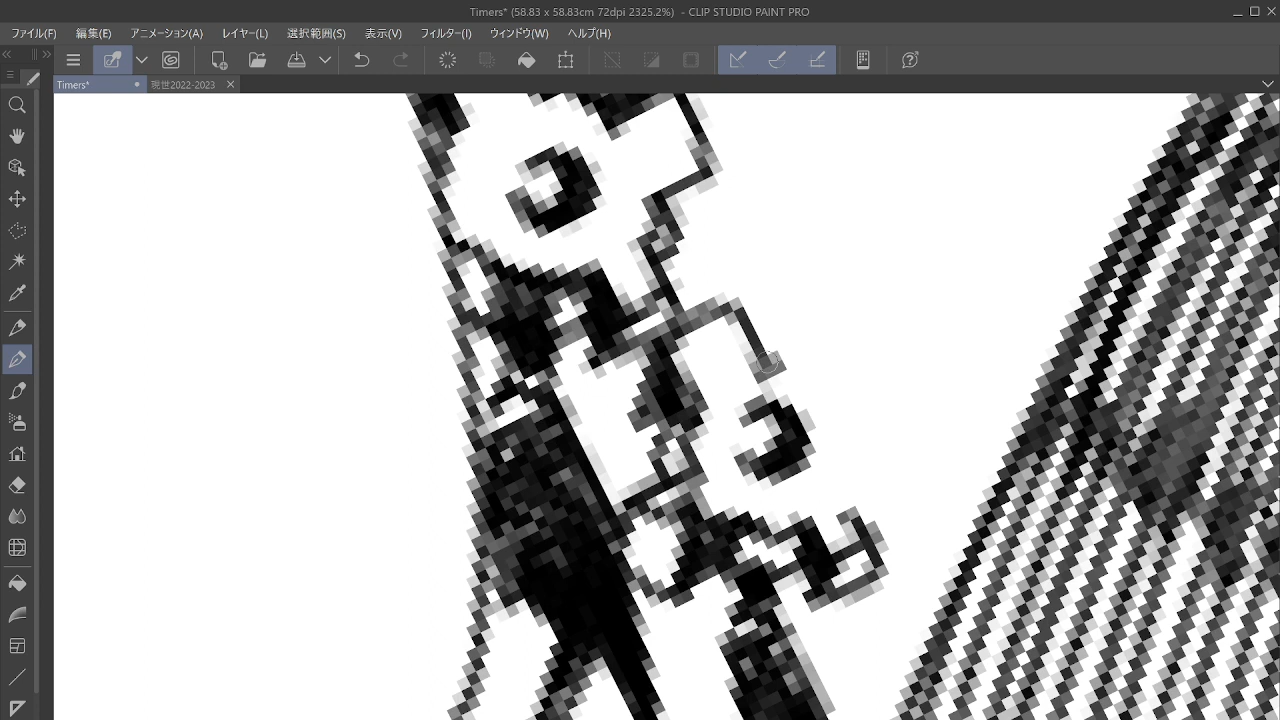 Timers* (58.83 x 58.83cm 72dpi 2325.2%)  - CLIP STUDIO PAINT PRO
ファイル(F) 編集(E) アニメーション(A) レイヤー(L) 選択範囲(S) 表示(V) フィルター(I) ウィンドウ(W) ヘルプ(H)
Timers* 現世2022-2023